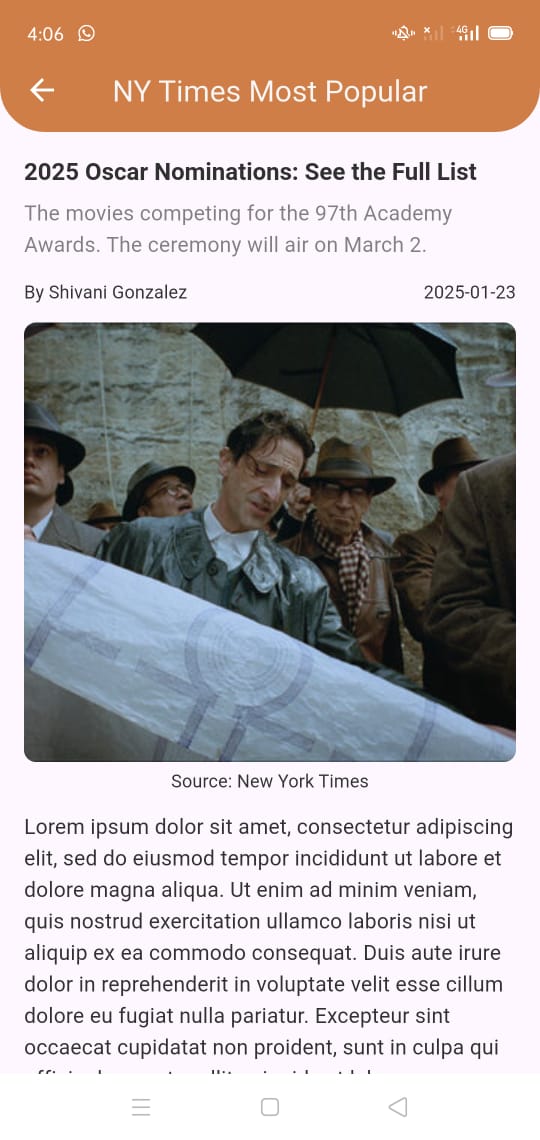 4:06
4G
NY Times Most Popular
2025 Oscar Nominations: See the Full List
The movies competing for the 97th Academy
Awards. The ceremony will air on March 2.
By Shivani Gonzalez 2025-01-23
Source: New York Times
Lorem ipsum dolor sit amet, consectetur adipiscing
elit, sed do eiusmod tempor incididunt ut labore et
dolore magna aliqua. Ut enim ad minim veniam,
quis nostrud exercitation ullamco laboris nisi ut
aliquip ex ea commodo consequat. Duis aute irure
dolor in reprehenderit in voluptate velit esse cillum
dolore eu fugiat nulla pariatur. Excepteur sint
occaecat cupidatat non proident, sunt in culpa qui